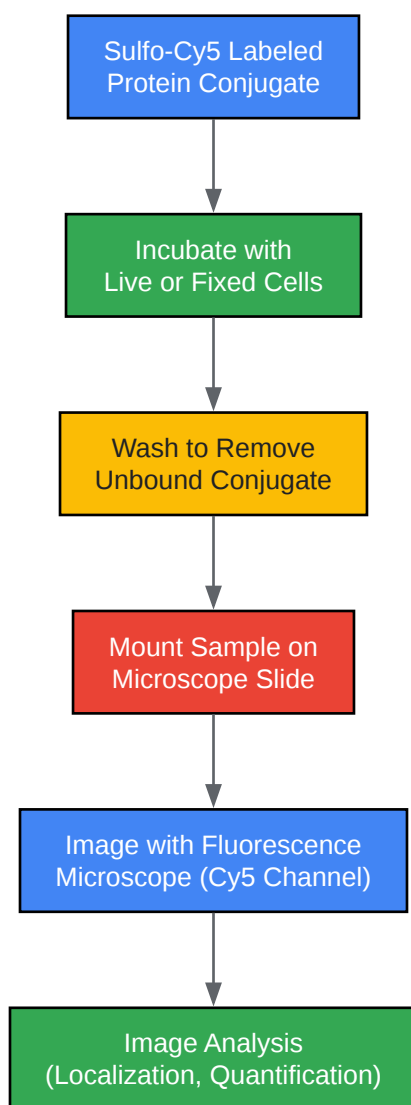 Sulfo-Cy5 Labeled
Protein Conjugate
Incubate with
Live or Fixed Cells
Wash to Remove
Unbound Conjugate
Mount Sample on
Microscope Slide
Image with Fluorescence
Microscope (Cy5 Channel)
Image Analysis
(Localization, Quantification)